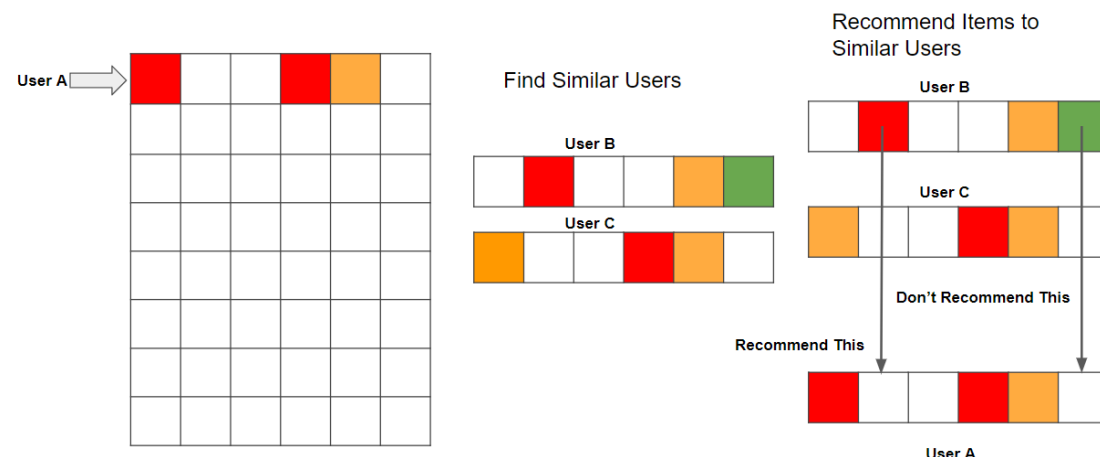 User A
Find Similar Users
User B
User C
Recommend Items to
Similar Users
User B
User C
Don't Recommend This
Recommend This
User A